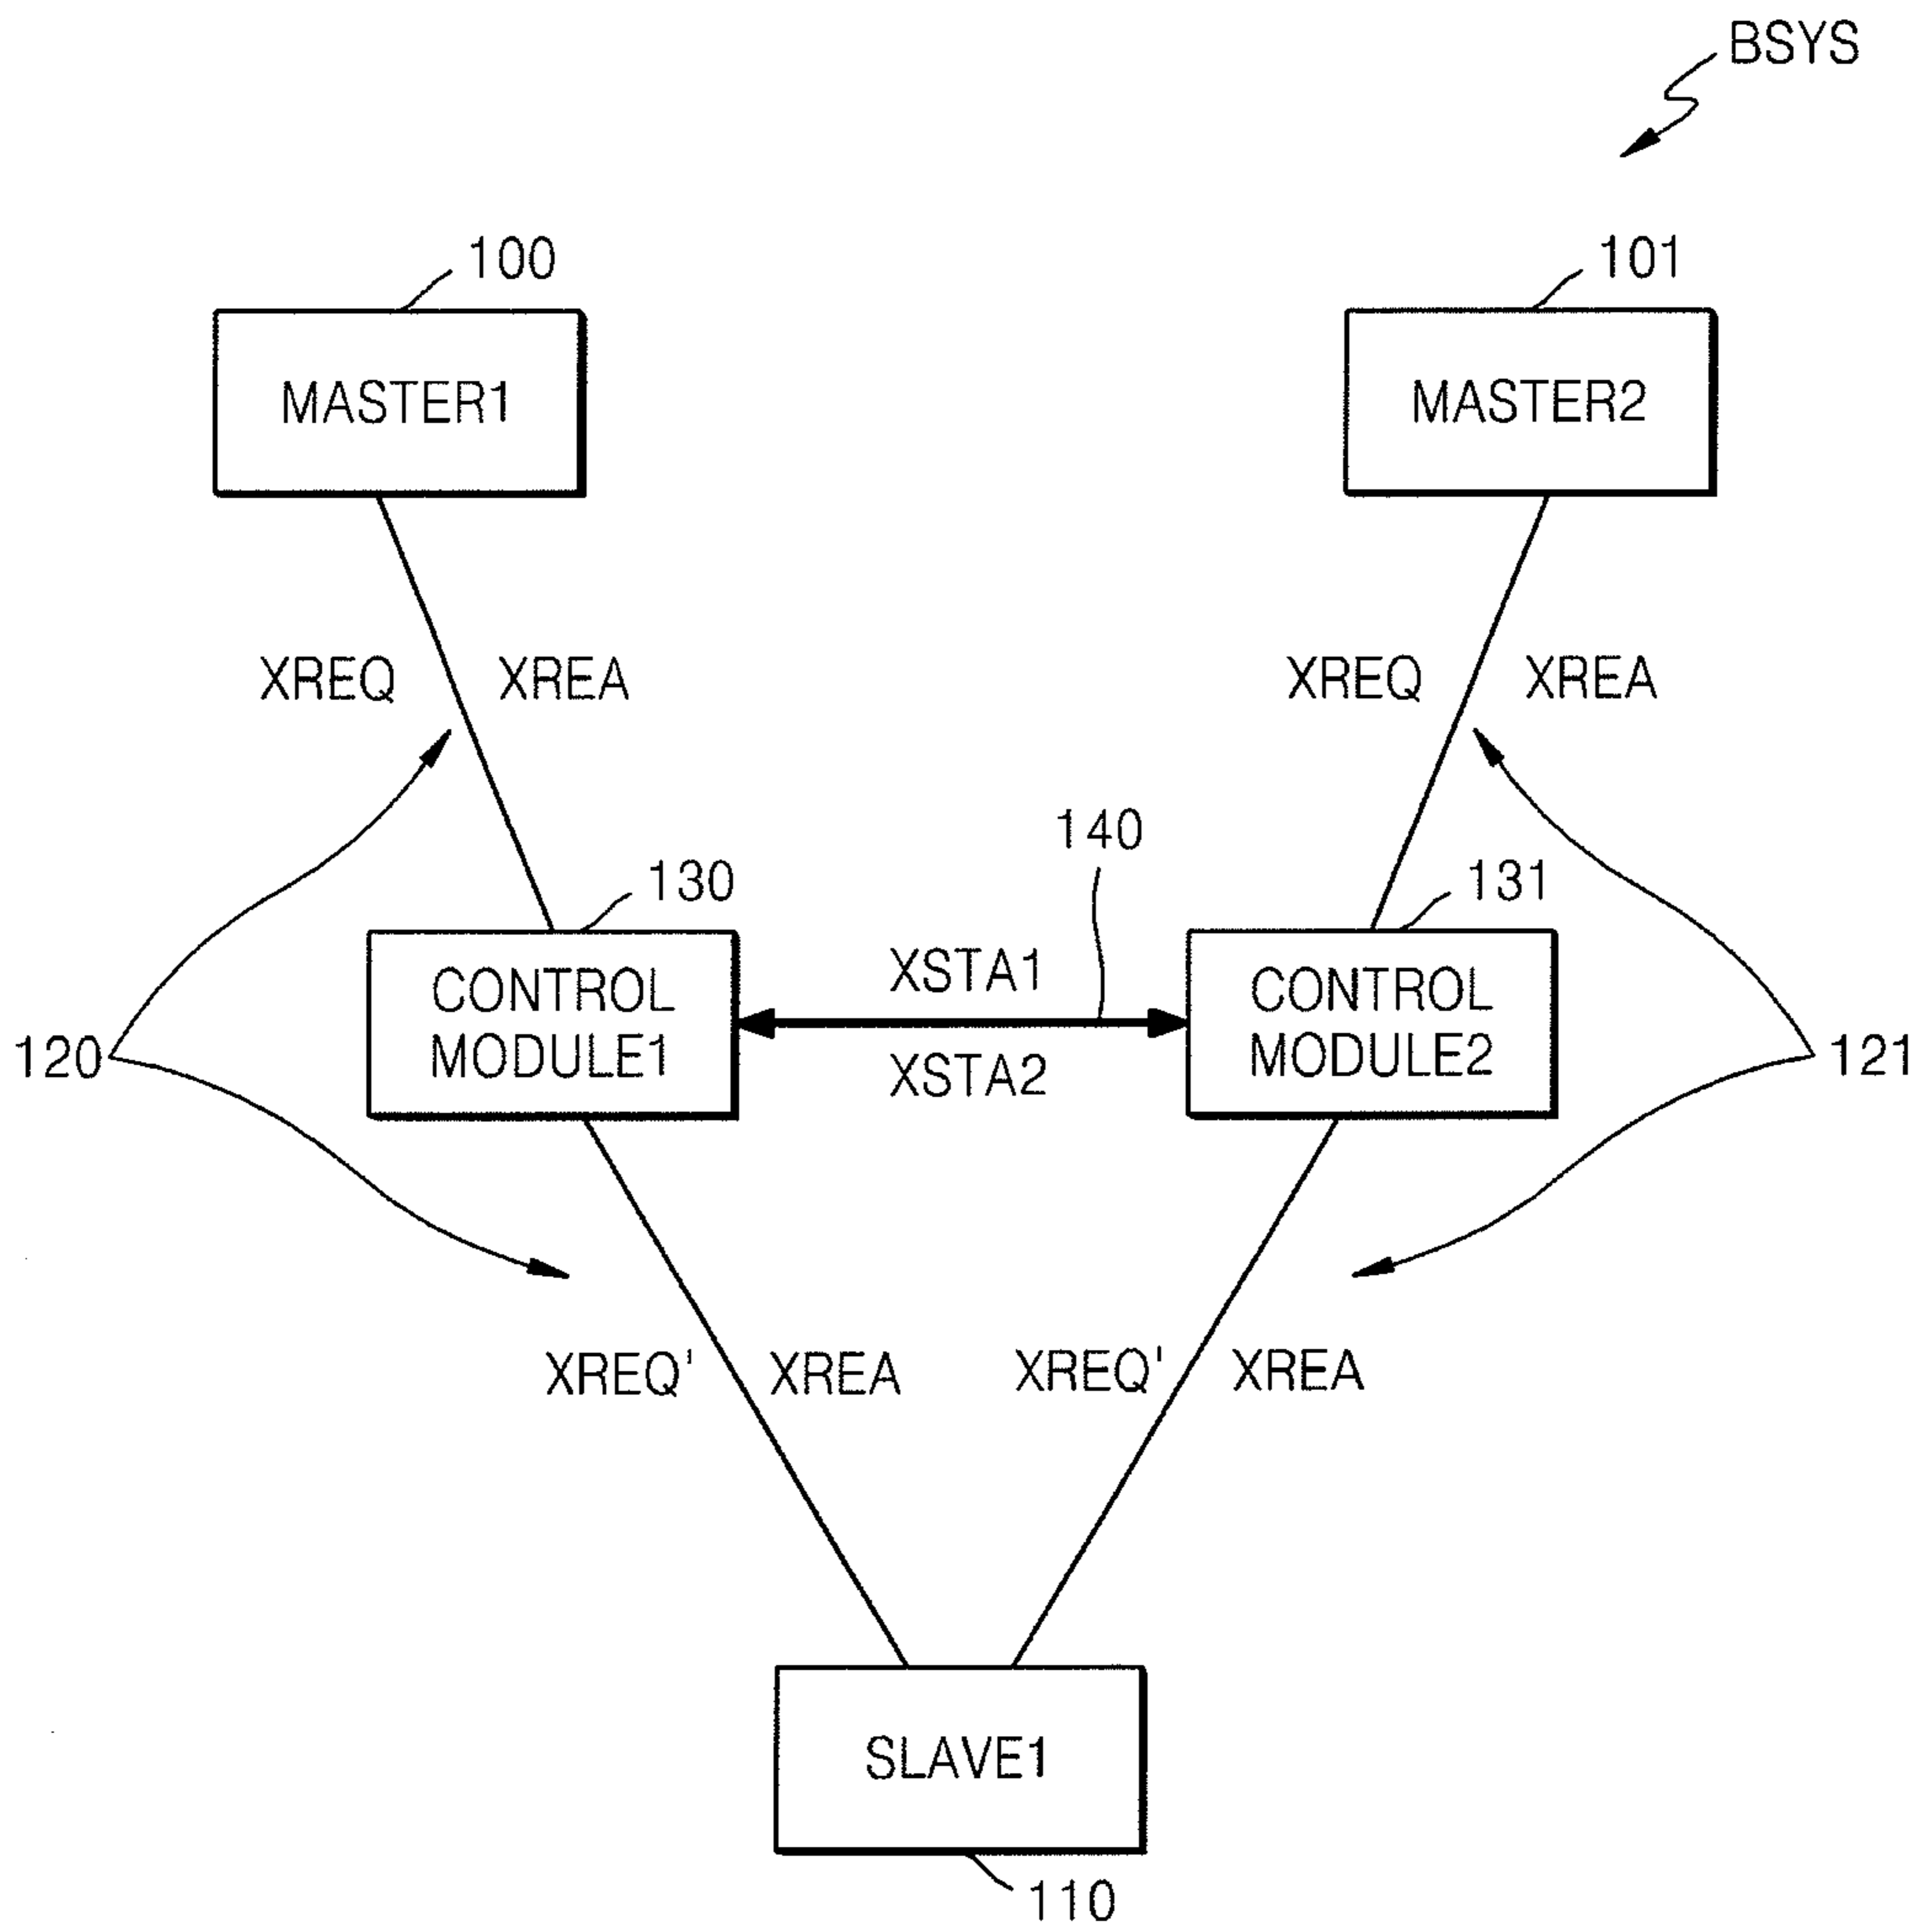 BSYS
100
101
MASTER1
MASTER2
XREQ
XREA
XREQ
XREA
140
130
131
CONTROL
MODULE1
XSTA1
XSTA2
CONTROL
MODULE2
120
121
XREQ'
XREA
XREQ'
XREA
SLAVE1
110